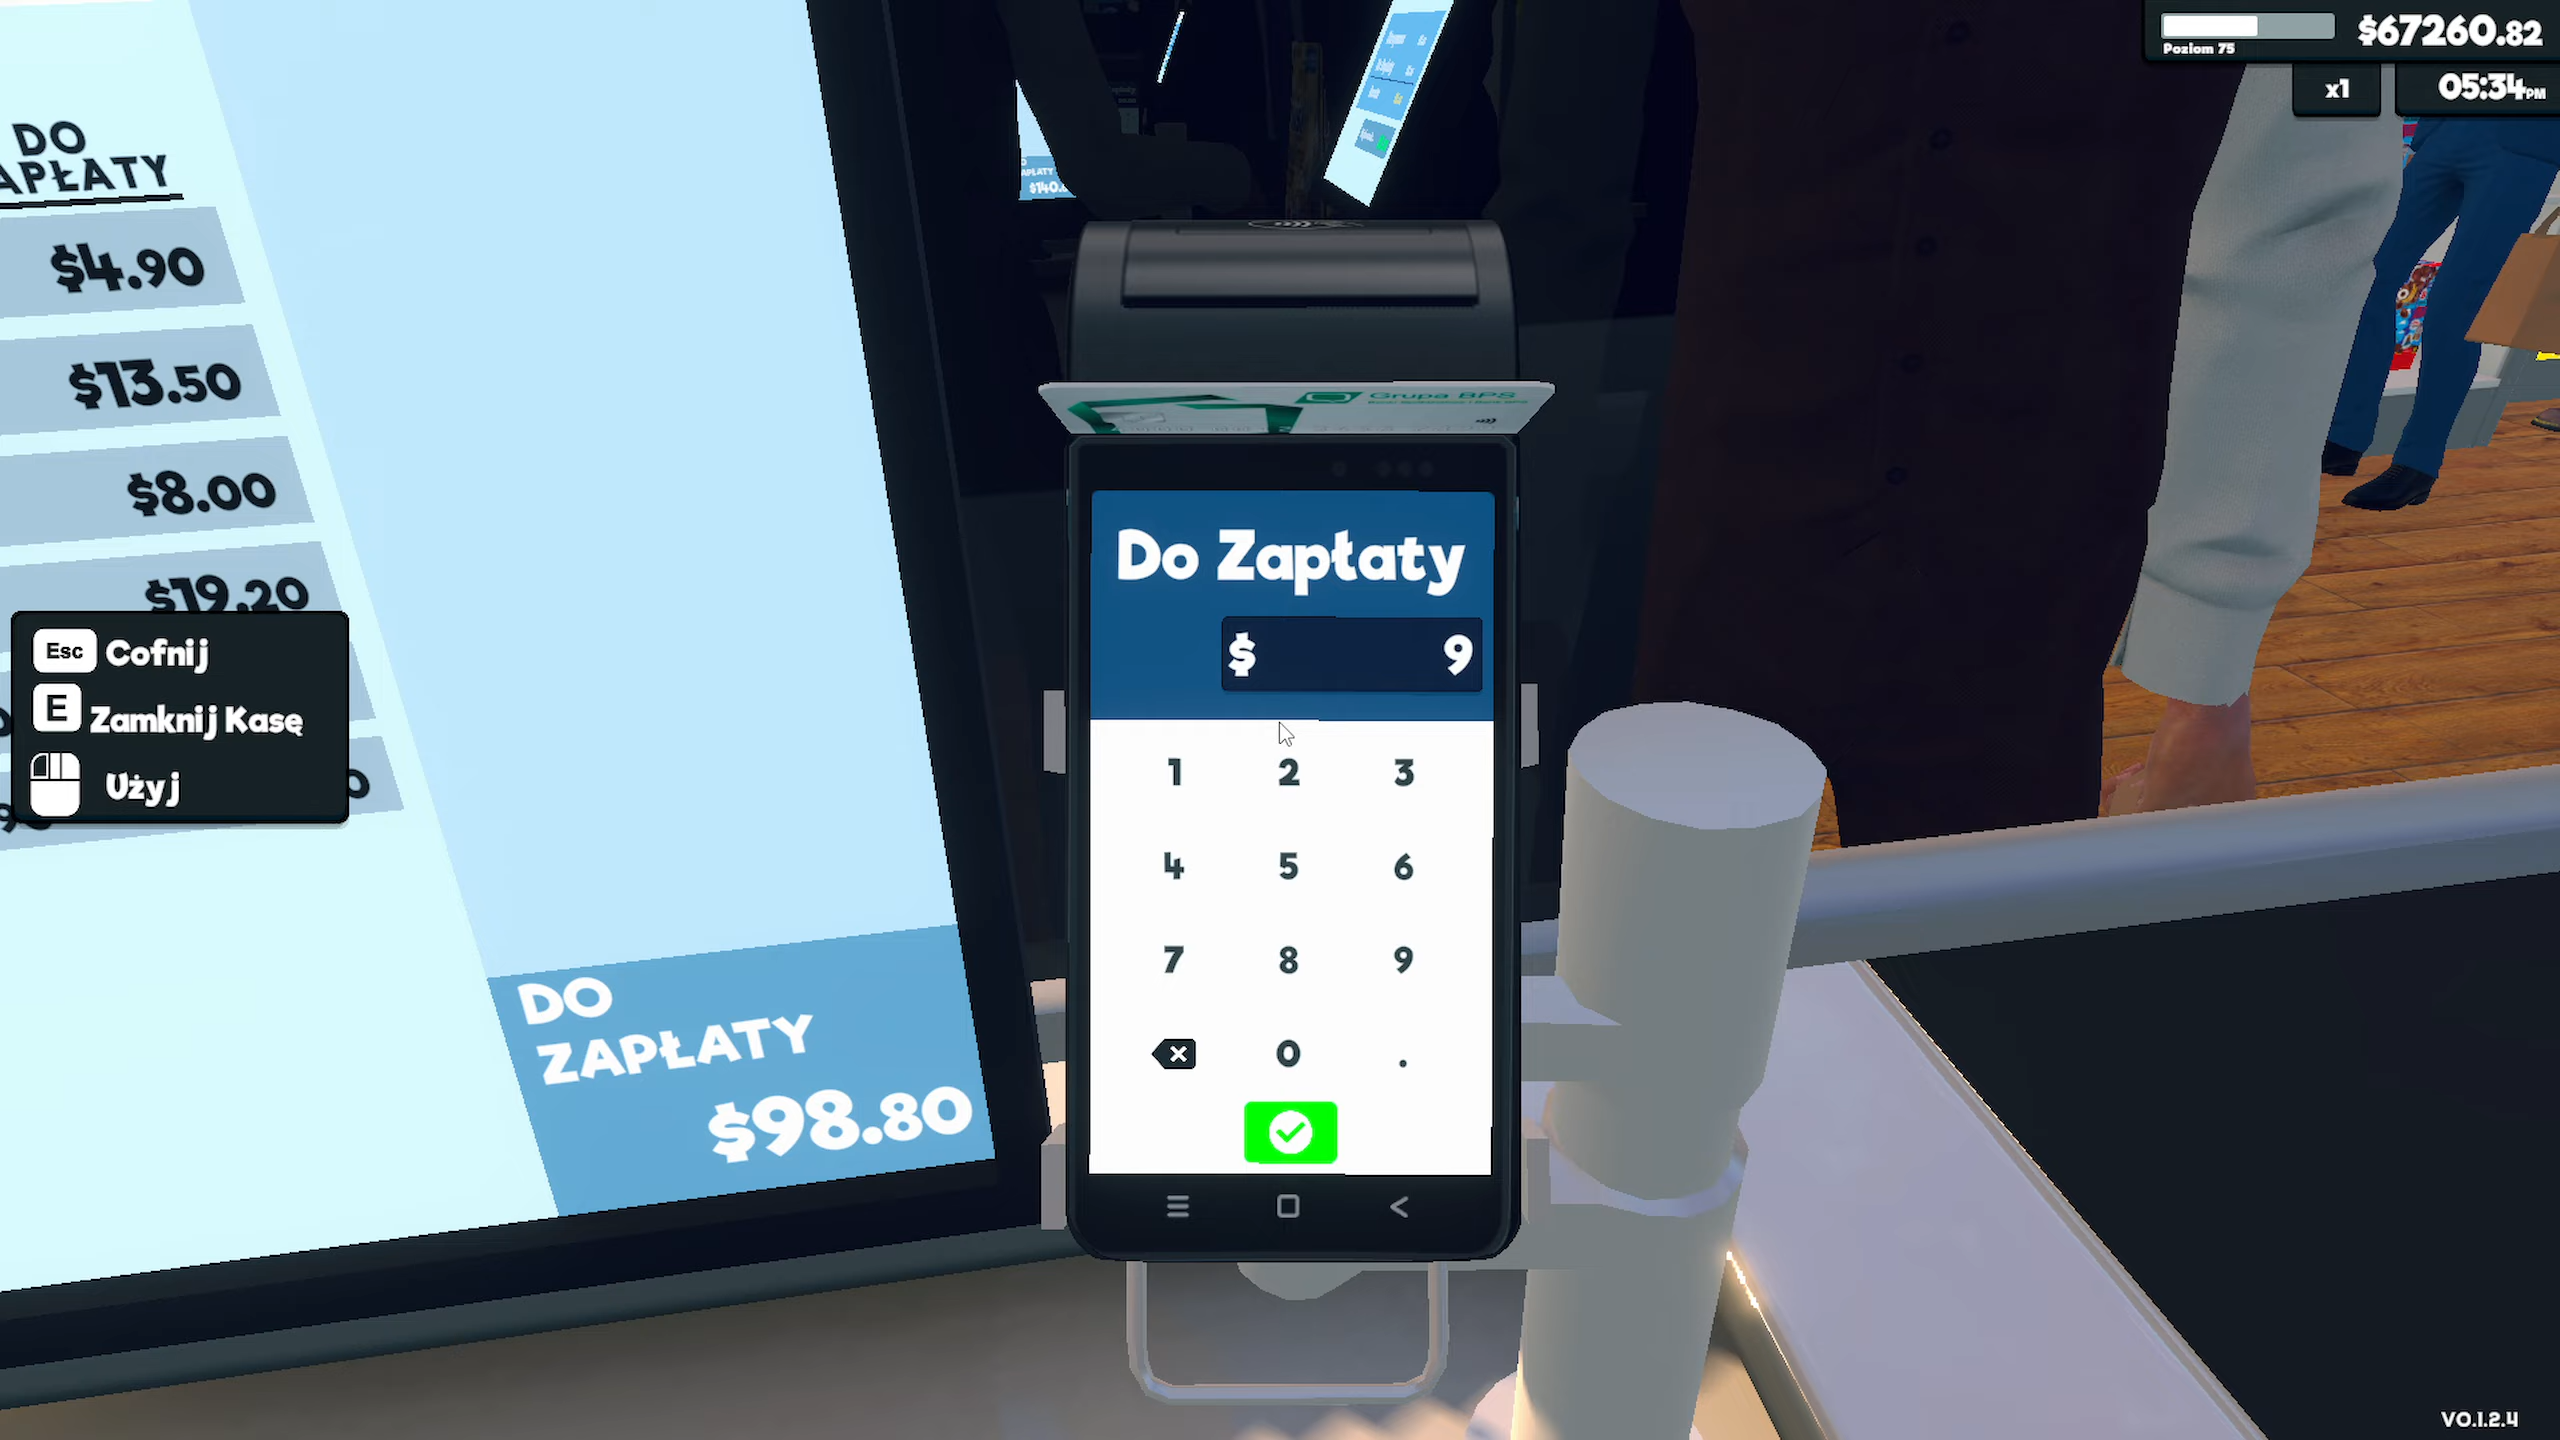 $67260.82
Poziom 75
x1
05:34PM
DO
$4.90
$13.50
$8.00
$19.20
Esc Cofnij
E Zamknij Kasę
Użyj
DO
ZAPŁATY
$98.80
Grupa BPS
Do Zapłaty
$ 9
1 2 3
4 5 6
7 8 9
0 .
V0.1.2.4